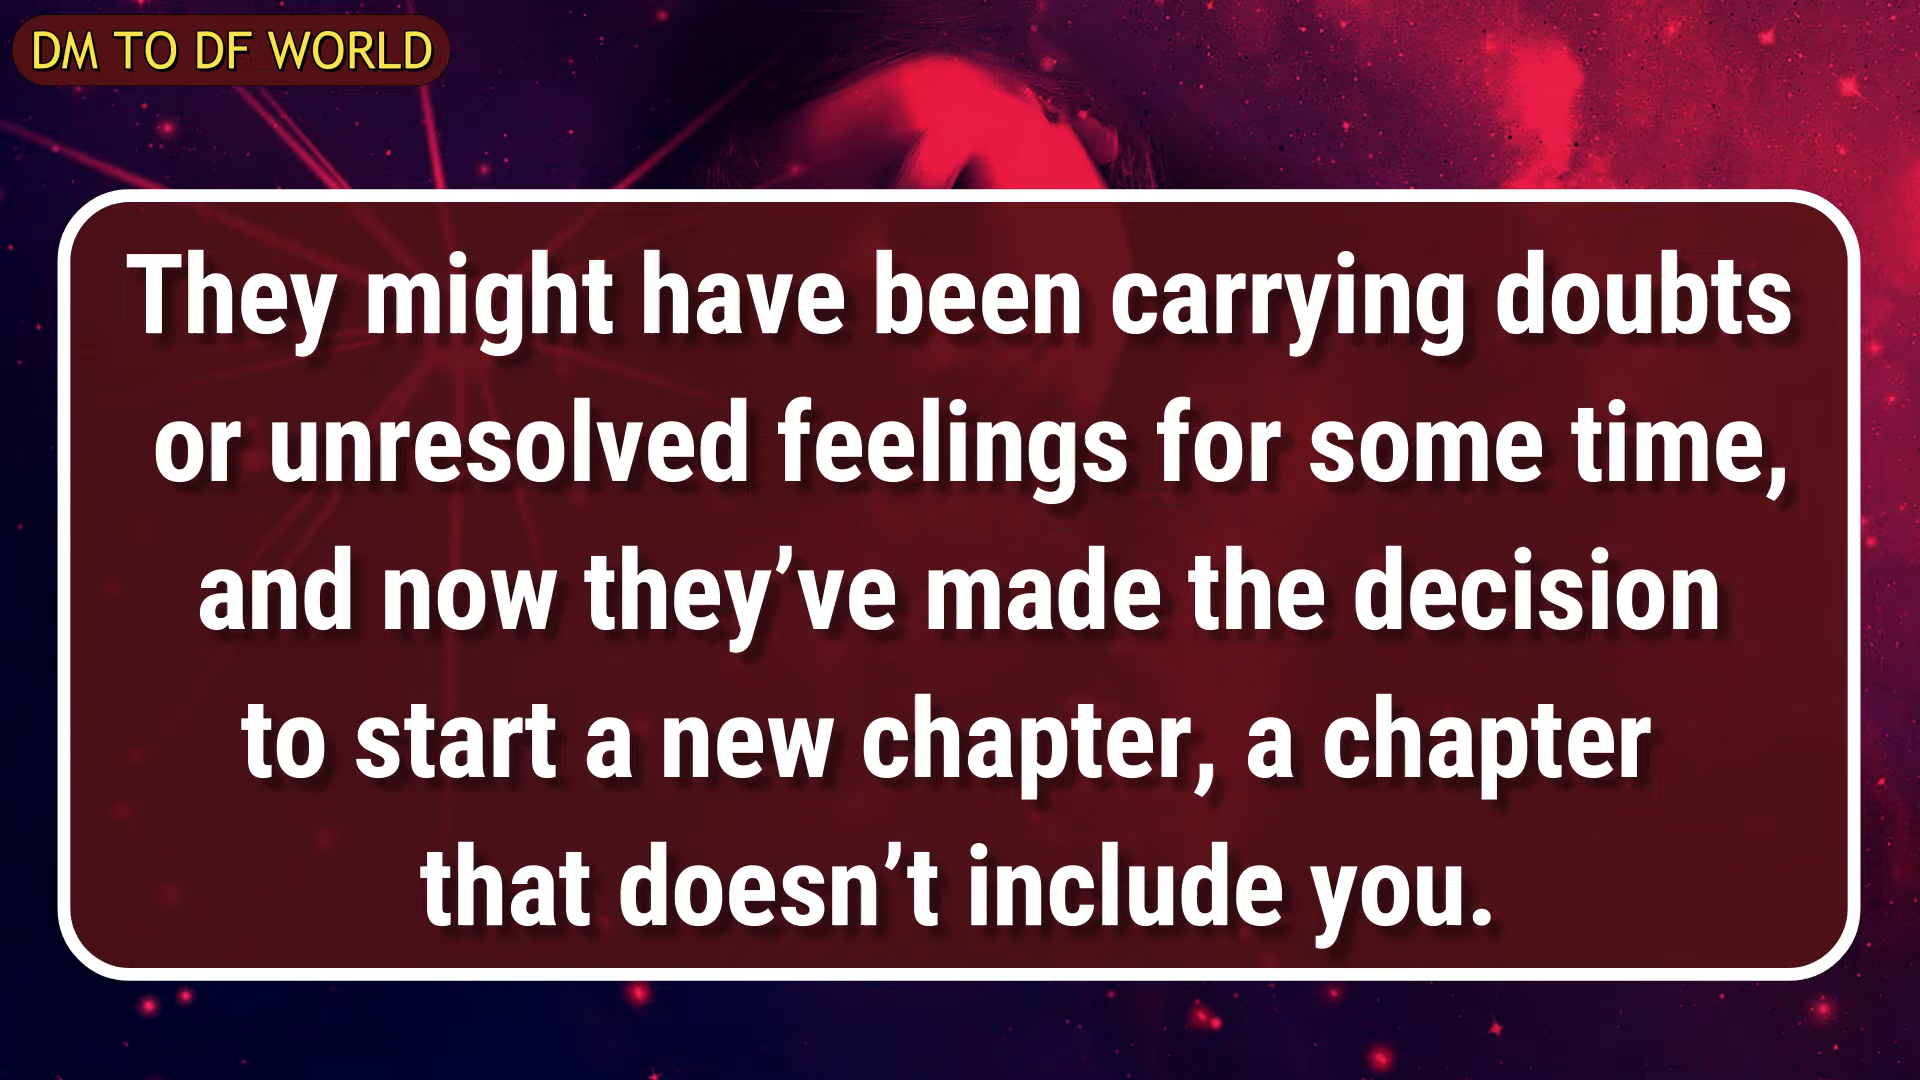 DM TO DF WORLD
They might have been carrying doubts
or unresolved feelings for some time,
and now they’ve made the decision
to start a new chapter, a chapter
that doesn’t include you.